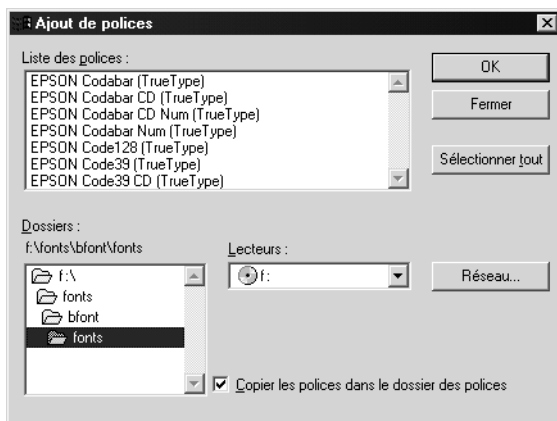 Ajout de polices
Liste des polices :
EPSON Codabar (TrueType)
EPSON Codabar CD (TrueType)
EPSON Codabar CD Num (TrueType)
EPSON Codabar Num (TrueType)
EPSON Code128 (TrueType)
EPSON Code39 (TrueType)
EPSON Code39 CD (TrueType)
OK
Fermer
Sélectionner tout
Dossiers :
f:\fonts\bfont\fonts
f:\
fonts
bfont
fonts
Lecteurs :
f:
Réseau...
Copier les polices dans le dossier des polices